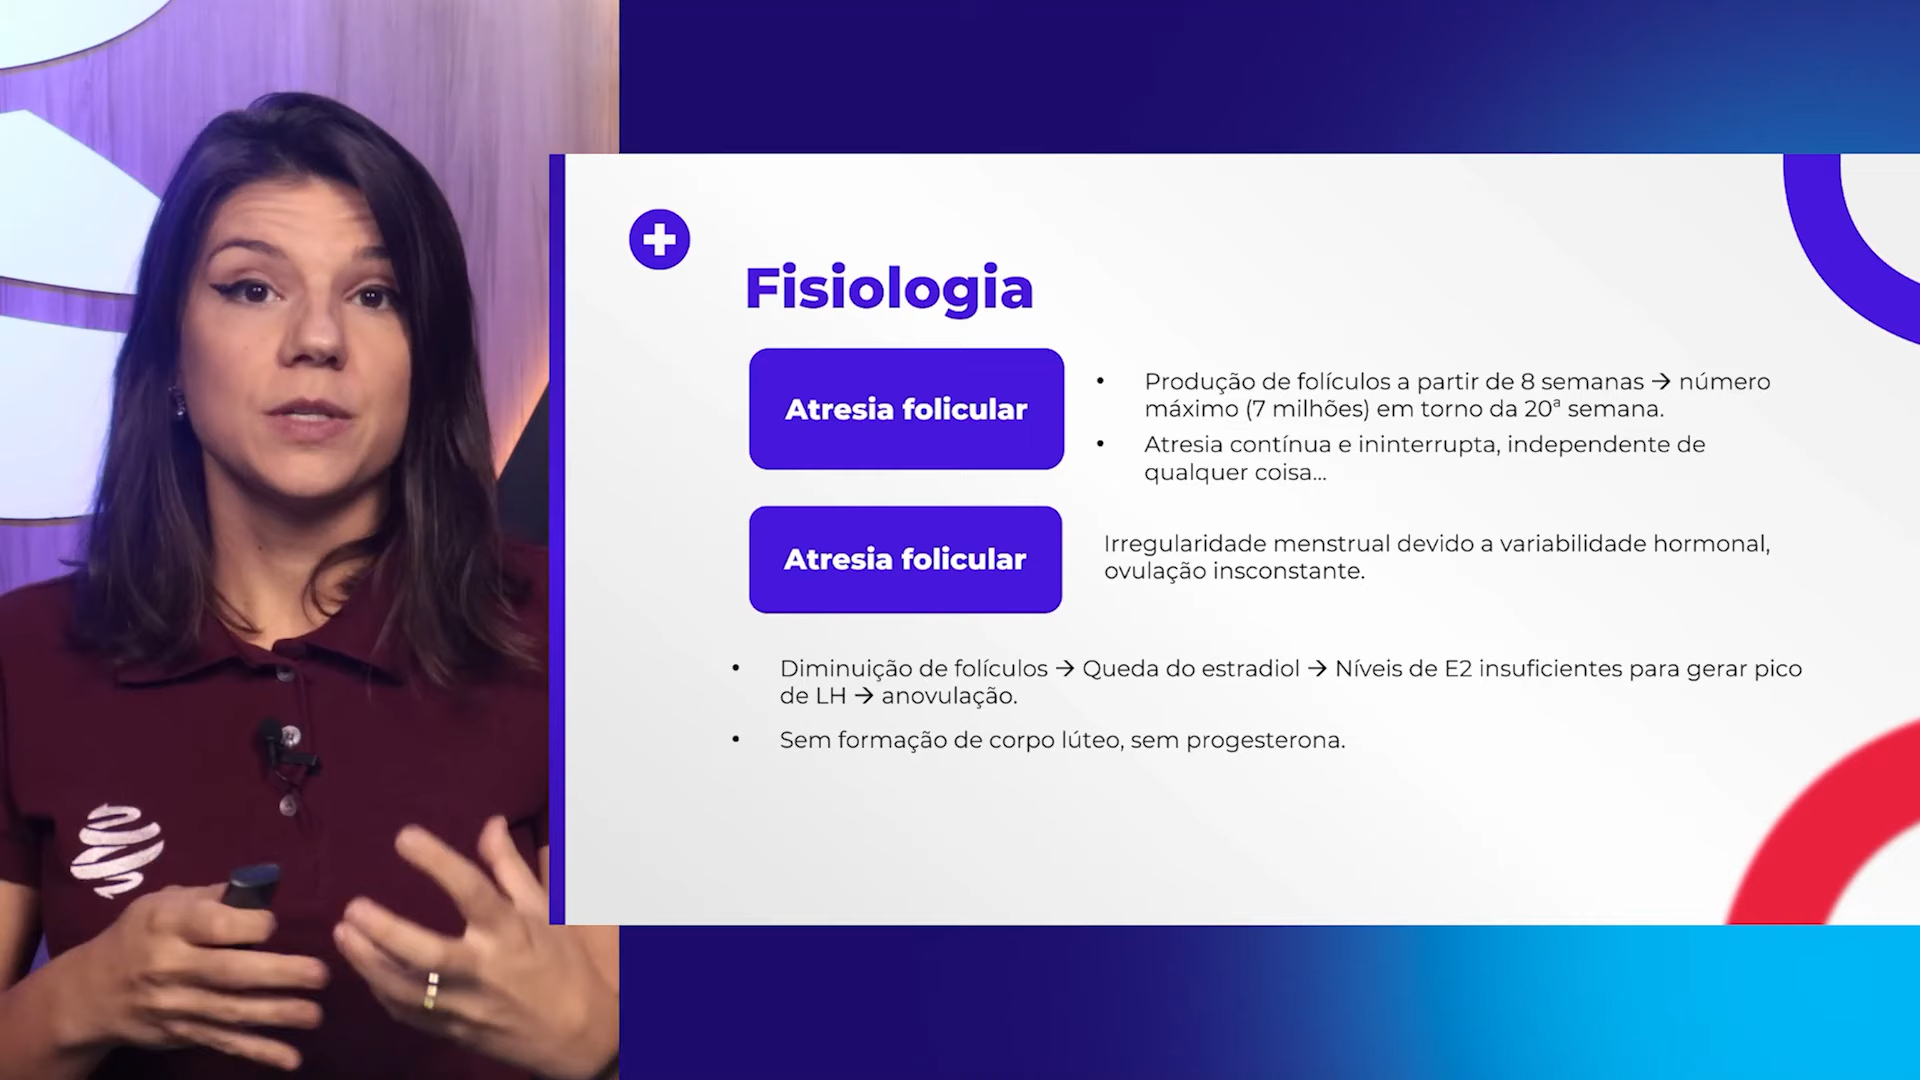 Fisiologia
Atresia folicular
• Produção de folículos a partir de 8 semanas → número
máximo (7 milhões) em torno da 20ª semana.
• Atresia contínua e ininterrupta, independente de
qualquer coisa...
Atresia folicular
Irregularidade menstrual devido a variabilidade hormonal,
ovulação insconstante.
• Diminuição de folículos → Queda do estradiol → Níveis de E2 insuficientes para gerar pico
de LH → anovulação.
• Sem formação de corpo lúteo, sem progesterona.